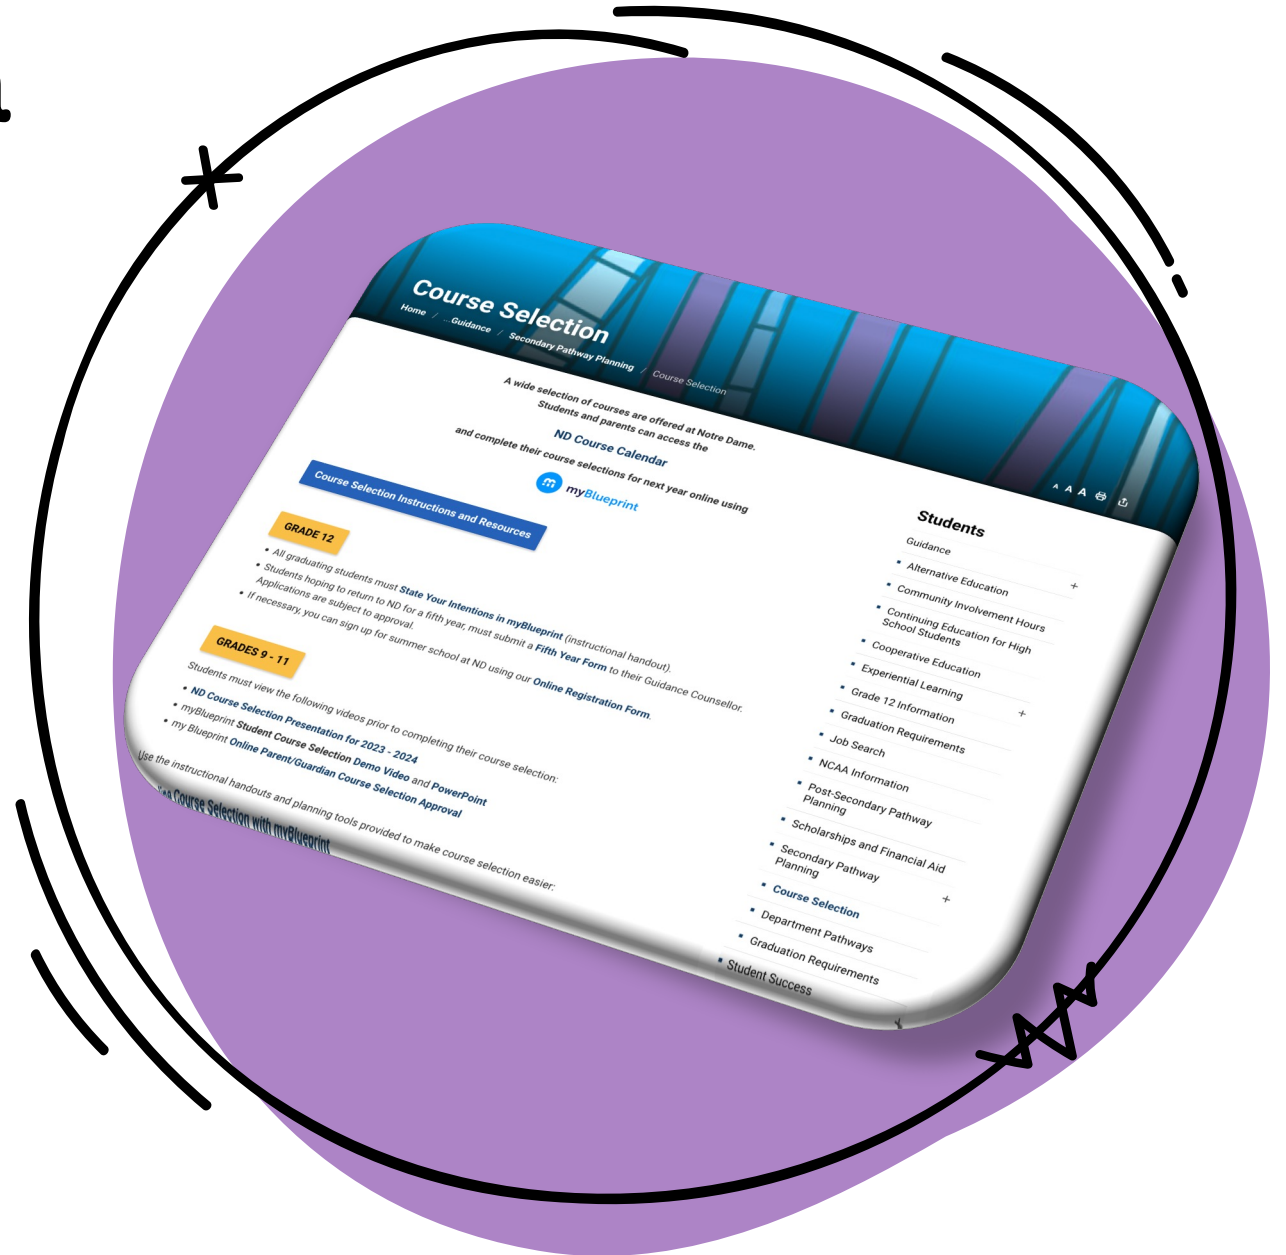 Course Selection
Home / ...Guidance / Secondary Pathway Planning / Course Selection
A wide selection of courses are offered at Notre Dame.
Students and parents can access the
ND Course Calendar
and complete their course selections for next year online using
myBlueprint
Course Selection Instructions and Resources
GRADE 12
• All graduating students must State Your Intentions in myBlueprint (instructional handout).
• Students hoping to return to ND for a fifth year, must submit a Fifth Year Form to their Guidance Counsellor.
Applications are subject to approval.
• If necessary, you can sign up for summer school at ND using our Online Registration Form.
GRADES 9 - 11
Students must view the following videos prior to completing their course selection:
• ND Course Selection Presentation for 2023 - 2024
• myBlueprint Student Course Selection Demo Video and PowerPoint
• my Blueprint Online Parent/Guardian Course Selection Approval
Use the instructional handouts and planning tools provided to make course selection easier:
Course Selection with myBlueprint
A A A
Students
Guidance
Alternative Education +
Community Involvement Hours
Continuing Education for High
School Students
Cooperative Education
Experiential Learning
Grade 12 Information +
Graduation Requirements
Job Search
NCAA Information
Post-Secondary Pathway
Planning
Scholarships and Financial Aid
Secondary Pathway
Planning +
Course Selection
Department Pathways
Graduation Requirements
Student Success